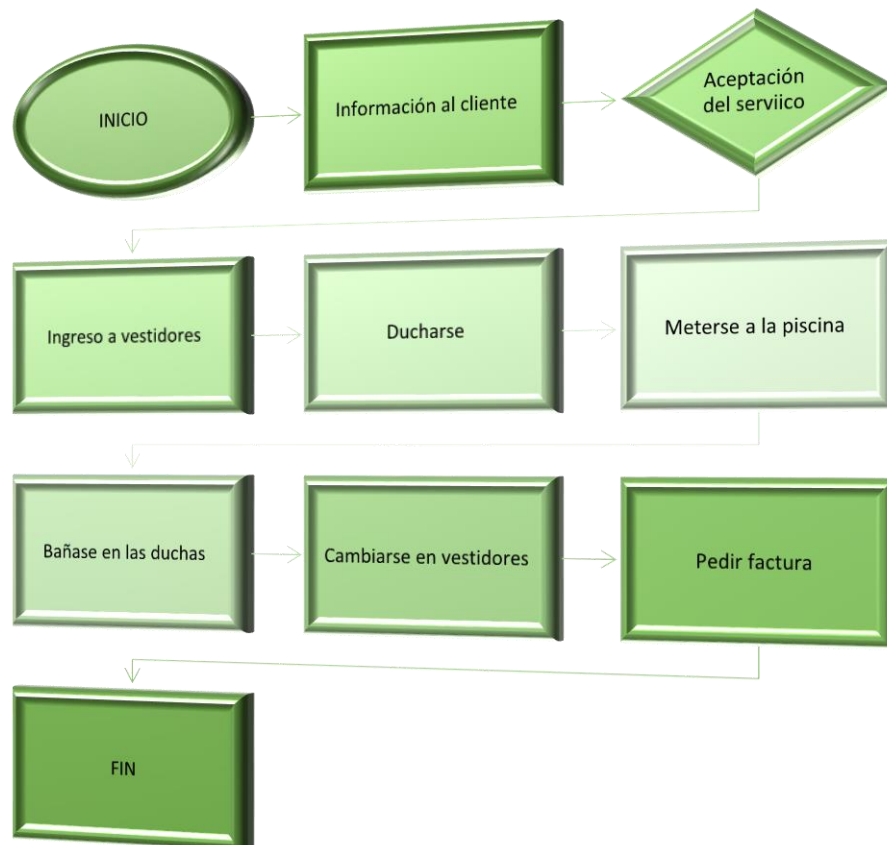 INICIO
Información al cliente
Aceptación
del serviico
Ingreso a vestidores
Ducharse
Meterse a la piscina
Bañase en las duchas
Cambiarse en vestidores
Pedir factura
FIN